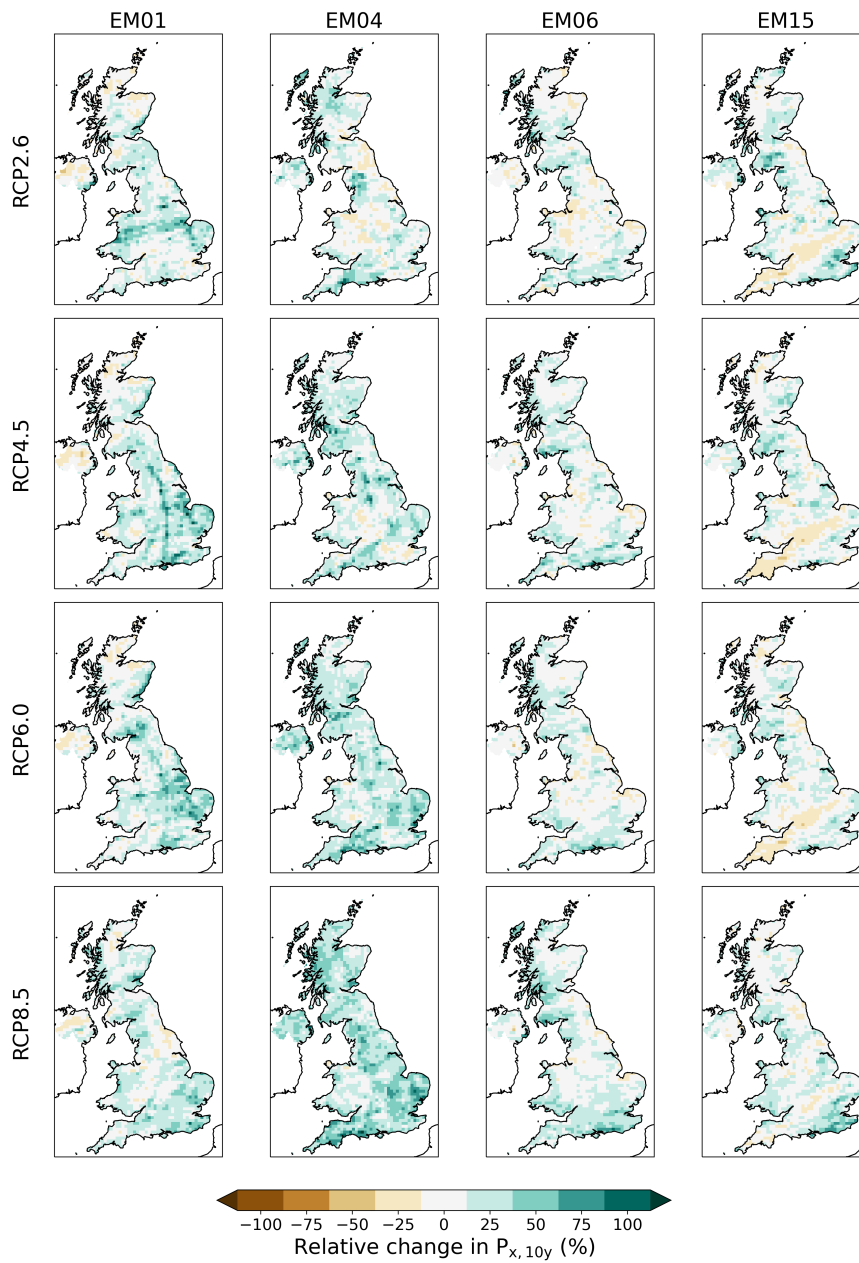 EM01 EM04 EM06 EM15
RCP2.6
RCP4.5
RCP6.0
RCP8.5
−100 −75 −50 −25 0 25 50 75 100
Relative change in Px, 10y (%)